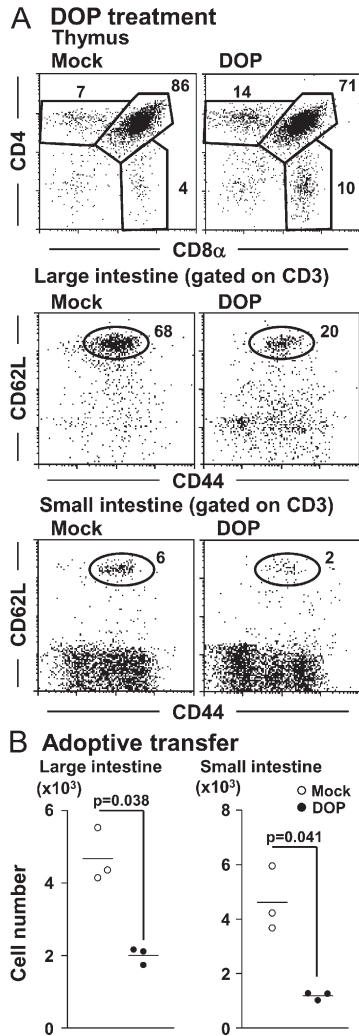 A DOP treatment
Thymus
Mock DOP
7 86 14 71
4 10
CD4
CD8α
Large intestine (gated on CD3)
Mock DOP
68 20
CD62L
CD44
Small intestine (gated on CD3)
Mock DOP
6 2
CD62L
CD44
B Adoptive transfer
Large intestine Small intestine
(x10³) (x10³)
○ Mock
● DOP
p=0.038 p=0.041
Cell number
6 8
4 6
2 4
0 2
0